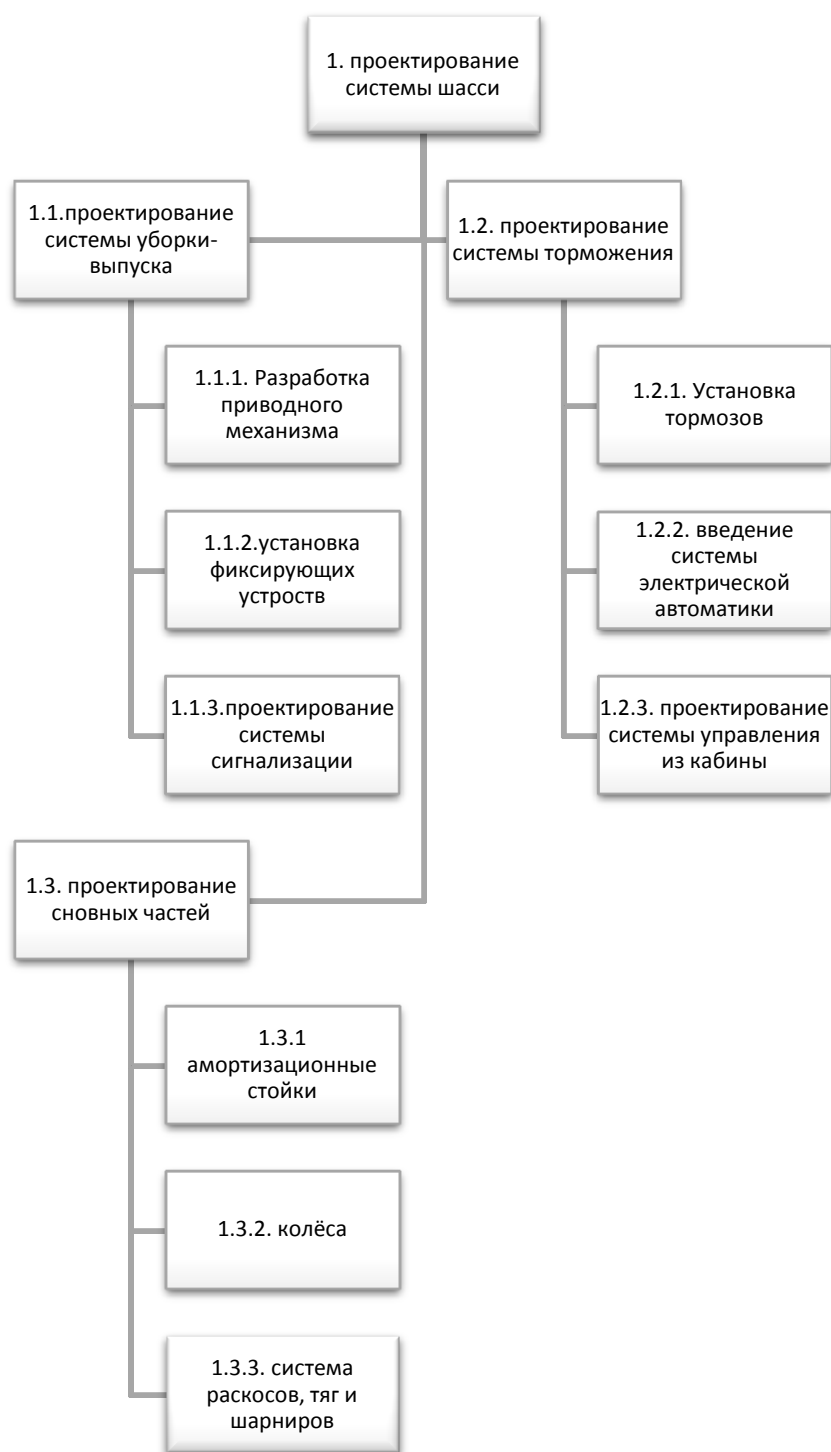 1. проектирование
системы шасси
1.1.проектирование
системы уборки-
выпуска
1.1.1. Разработка
приводного
механизма
1.1.2.установка
фиксирующих
устроств
1.1.3.проектирование
системы
сигнализации
1.2. проектирование
системы торможения
1.2.1. Установка
тормозов
1.2.2. введение
системы
электрической
автоматики
1.2.3. проектирование
системы управления
из кабины
1.3. проектирование
сновных частей
1.3.1
амортизационные
стойки
1.3.2. колёса
1.3.3. система
раскосов, тяг и
шарниров